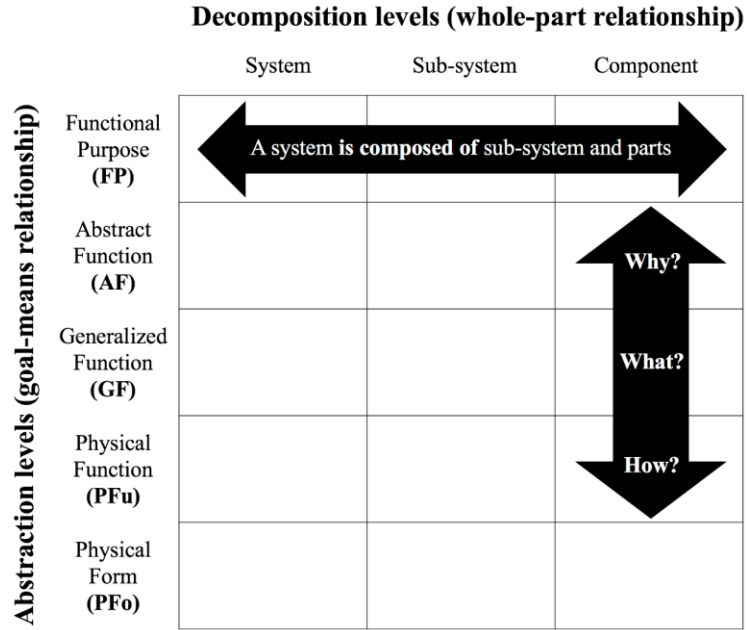 Decomposition levels (whole-part relationship)
System Sub-system Component
Abstraction levels (goal-means relationship)
Functional
Purpose
(FP)
A system is composed of sub-system and parts
Abstract
Function
(AF)
Why?
Generalized
Function
(GF)
What?
Physical
Function
(PFu)
How?
Physical
Form
(PFo)